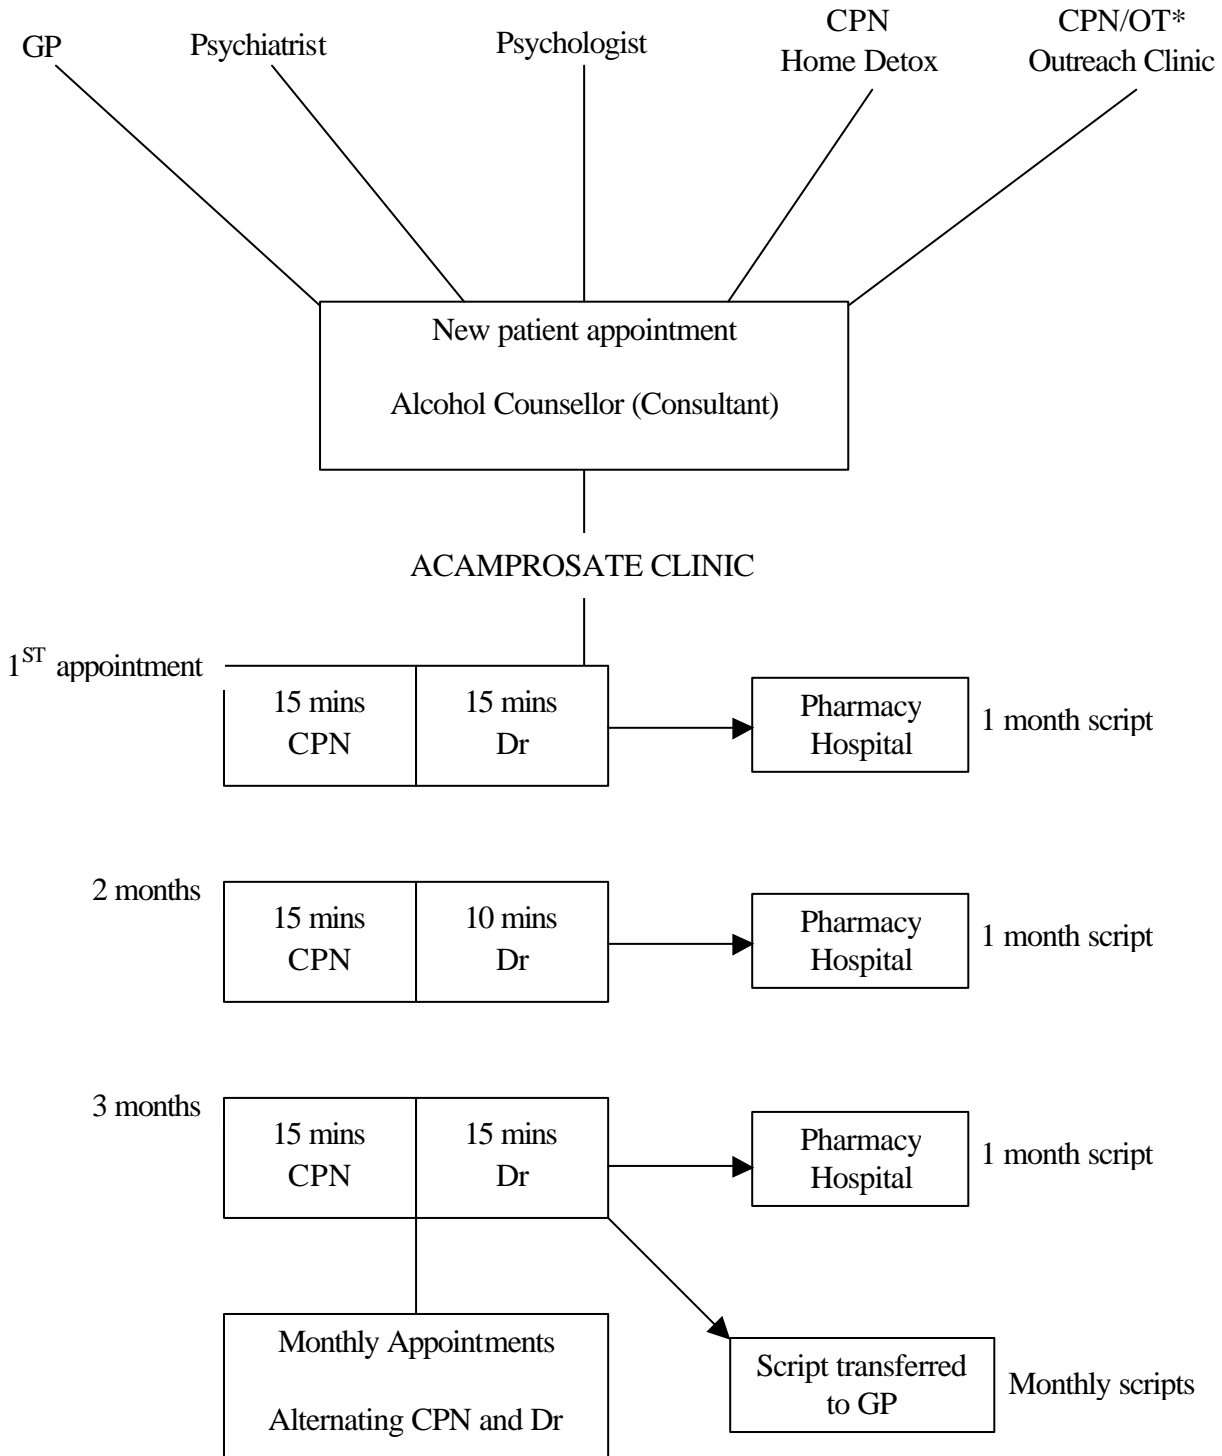 GP
Psychiatrist
Psychologist
CPN
Home Detox
CPN/OT*
Outreach Clinic
New patient appointment
Alcohol Counsellor (Consultant)
ACAMPROSATE CLINIC
1ST appointment
15 mins
CPN
15 mins
Dr
Pharmacy
Hospital
1 month script
2 months
15 mins
CPN
10 mins
Dr
Pharmacy
Hospital
1 month script
3 months
15 mins
CPN
15 mins
Dr
Pharmacy
Hospital
1 month script
Monthly Appointments
Alternating CPN and Dr
Script transferred
to GP
Monthly scripts